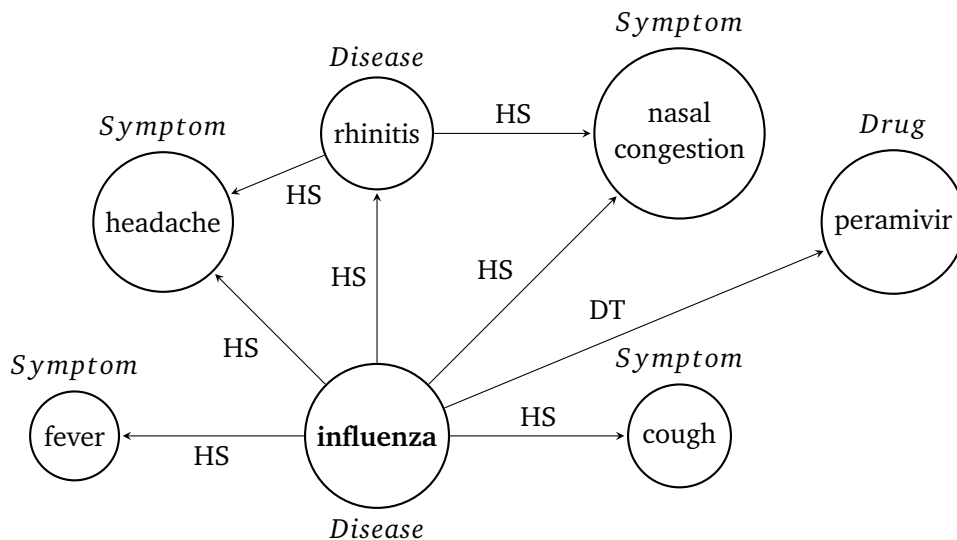 Symptom
Disease
HS
nasal
congestion
rhinitis
Symptom
Drug
HS
headache
peramivir
HS
HS
DT
HS
Symptom
Symptom
HS
fever
influenza
cough
HS
Disease